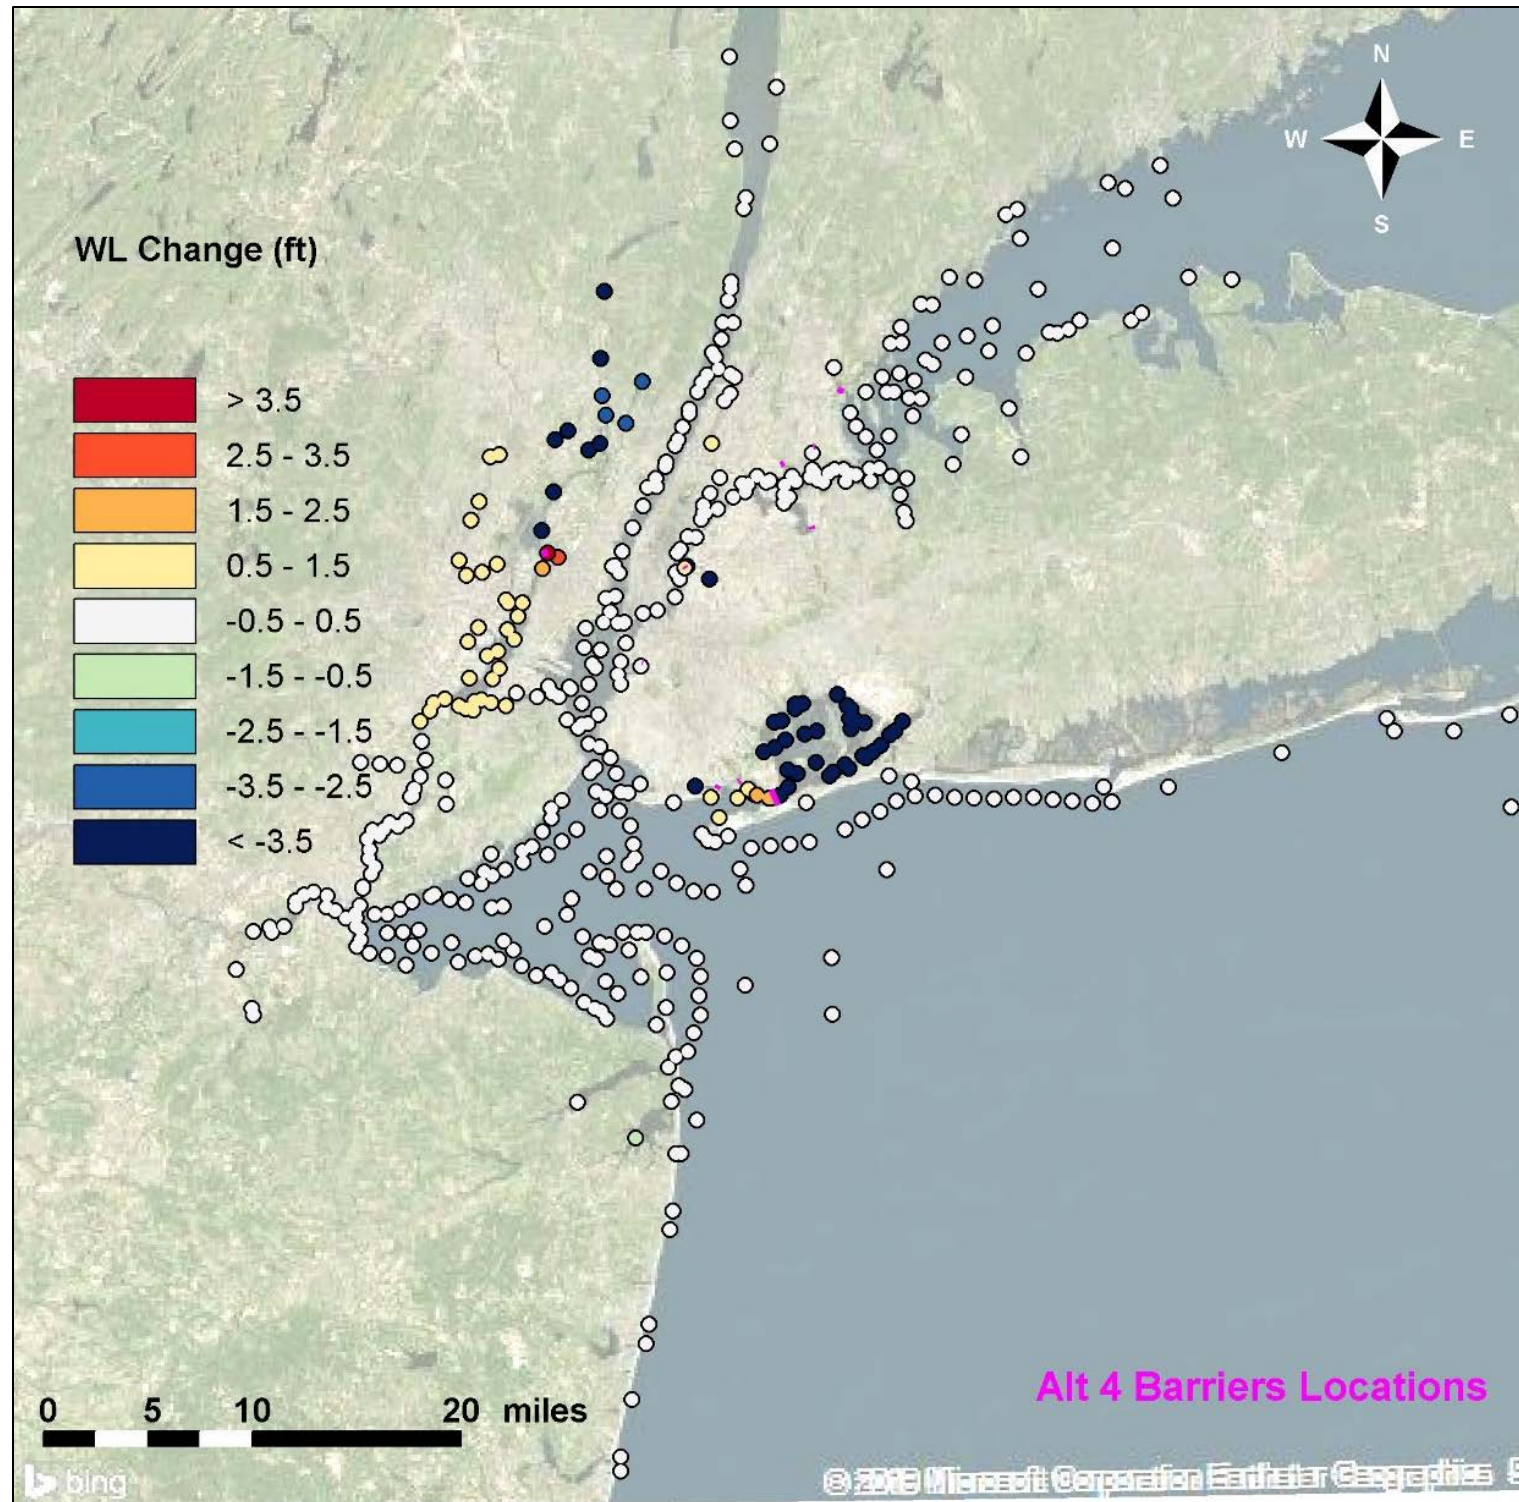 N
W E
S
WL Change (ft)
> 3.5
2.5 - 3.5
1.5 - 2.5
0.5 - 1.5
-0.5 - 0.5
-1.5 - -0.5
-2.5 - -1.5
-3.5 - -2.5
< -3.5
Alt 4 Barriers Locations
0 5 10 20 miles
bing
Microsoft Corporation